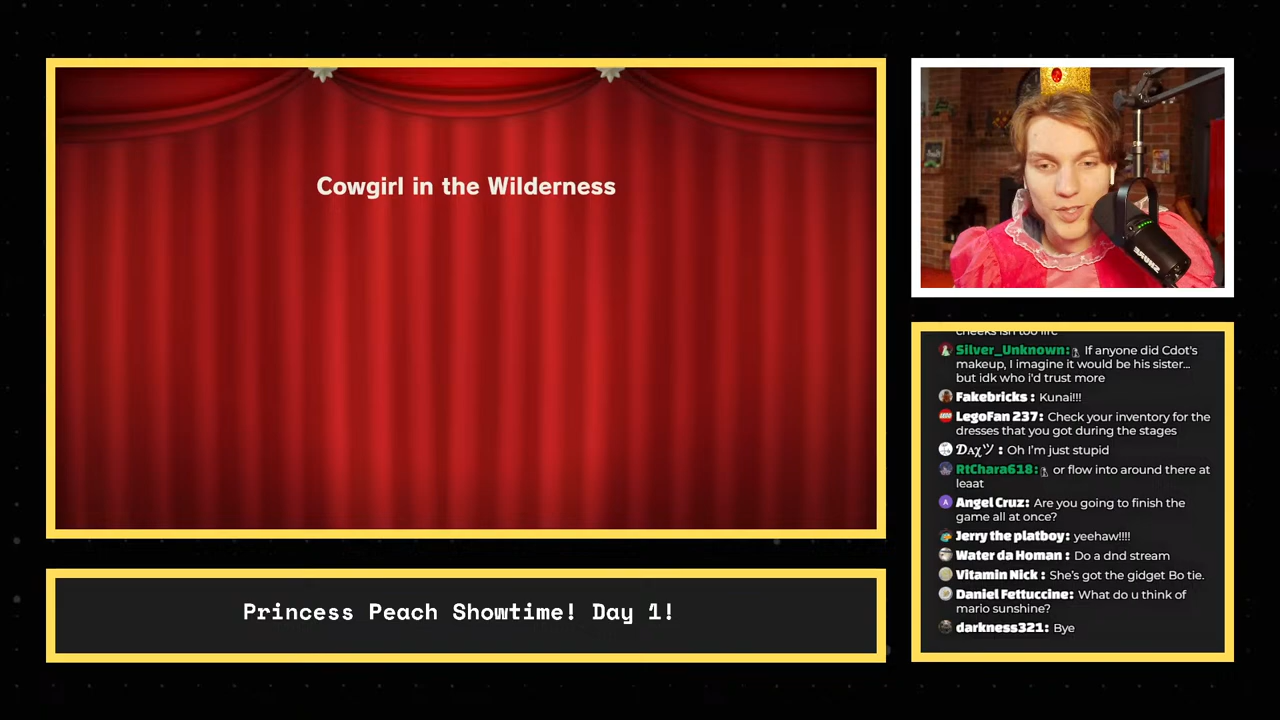 Cowgirl in the Wilderness
Princess Peach Showtime! Day 1!
Silver_Unknown: If anyone did Cdot's
makeup, I imagine it would be his sister...
but idk who i'd trust more
Fakebricks : Kunai!!!
LegoFan 237: Check your inventory for the
dresses that you got during the stages
Dᴀχツ : Oh I'm just stupid
RtChara618: or flow into around there at
leaat
Angel Cruz: Are you going to finish the
game all at once?
Jerry the platboy: yeehaw!!!!
Water da Homan : Do a dnd stream
Vitamin Nick : She's got the gidget Bo tie.
Daniel Fettuccine: What do u think of
mario sunshine?
darkness321: Bye